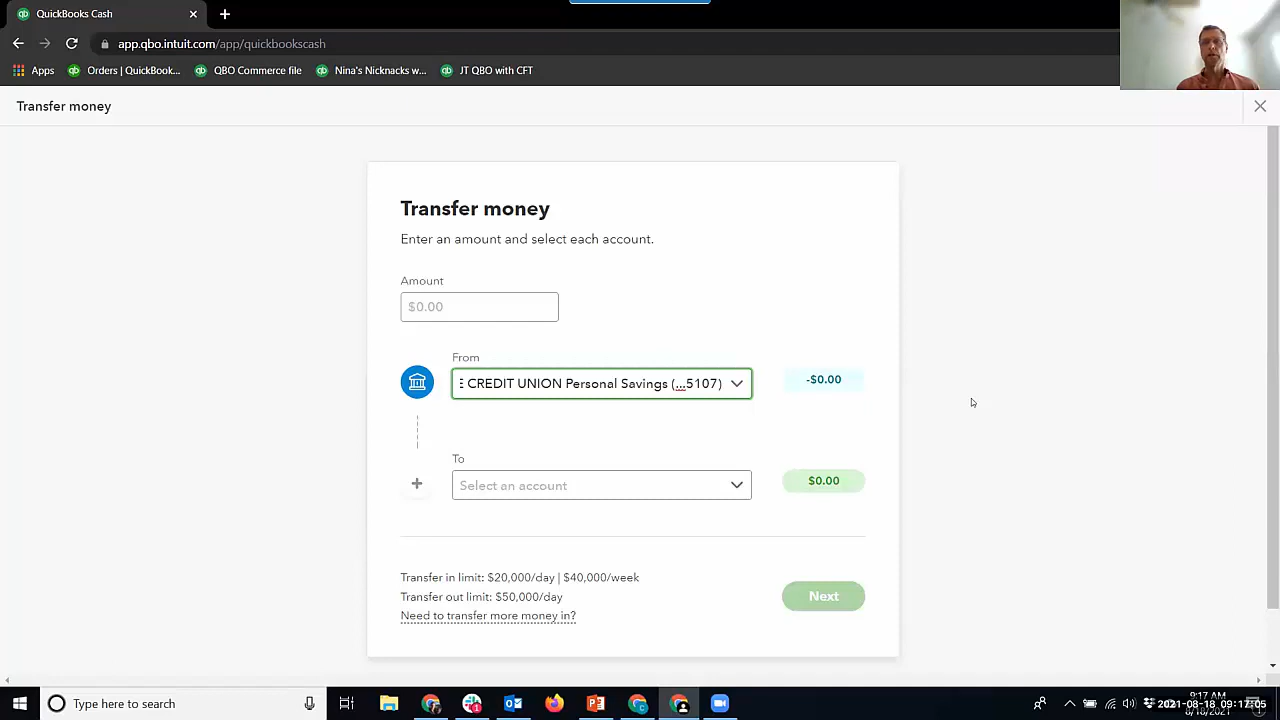 QuickBooks Cash
app.qbo.intuit.com/app/quickbookscash
Apps
Orders | QuickBook...
QBO Commerce file
Nina's Nicknacks w...
JT QBO with CFT
Transfer money
Transfer money
Enter an amount and select each account.
Amount
$0.00
From
CREDIT UNION Personal Savings (...5107)
-$0.00
To
Select an account
$0.00
Transfer in limit: $20,000/day | $40,000/week
Transfer out limit: $50,000/day
Need to transfer more money in?
Next
Type here to search
9:17 AM
2021-08-18 09:17:05